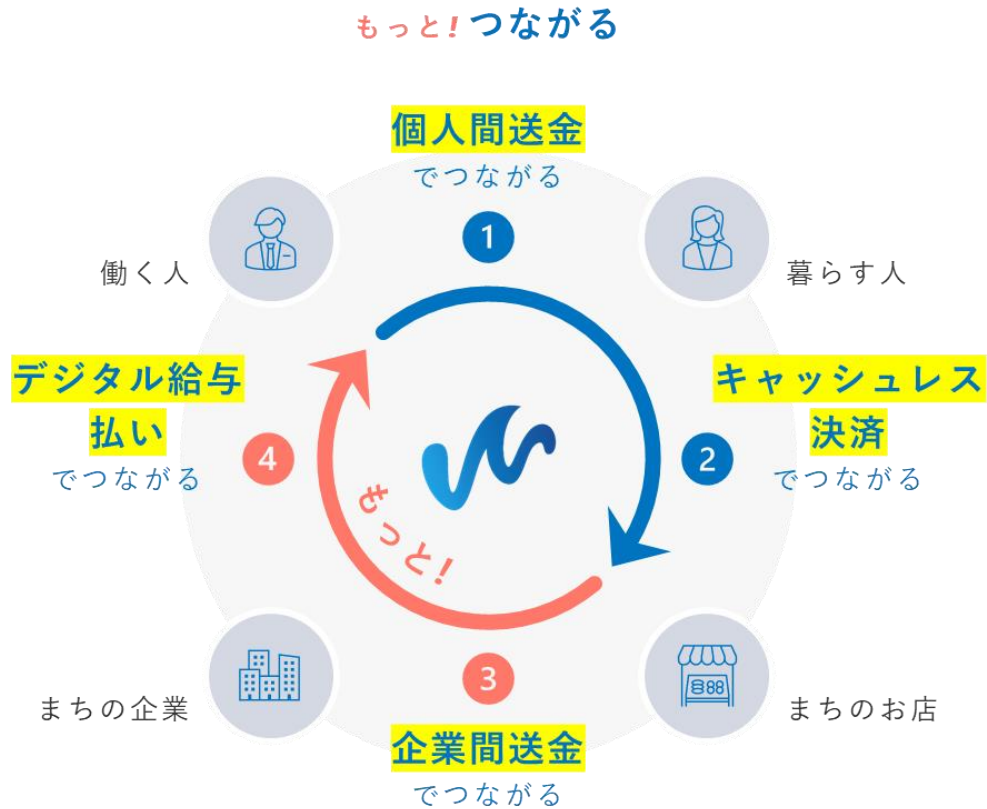 もっと! つながる
個人間送金
でつながる
1
働く人
暮らす人
デジタル給与
払い
でつながる
4
キャッシュレス
決済
でつながる
2
もっと!
3
まちの企業
まちのお店
企業間送金
でつながる